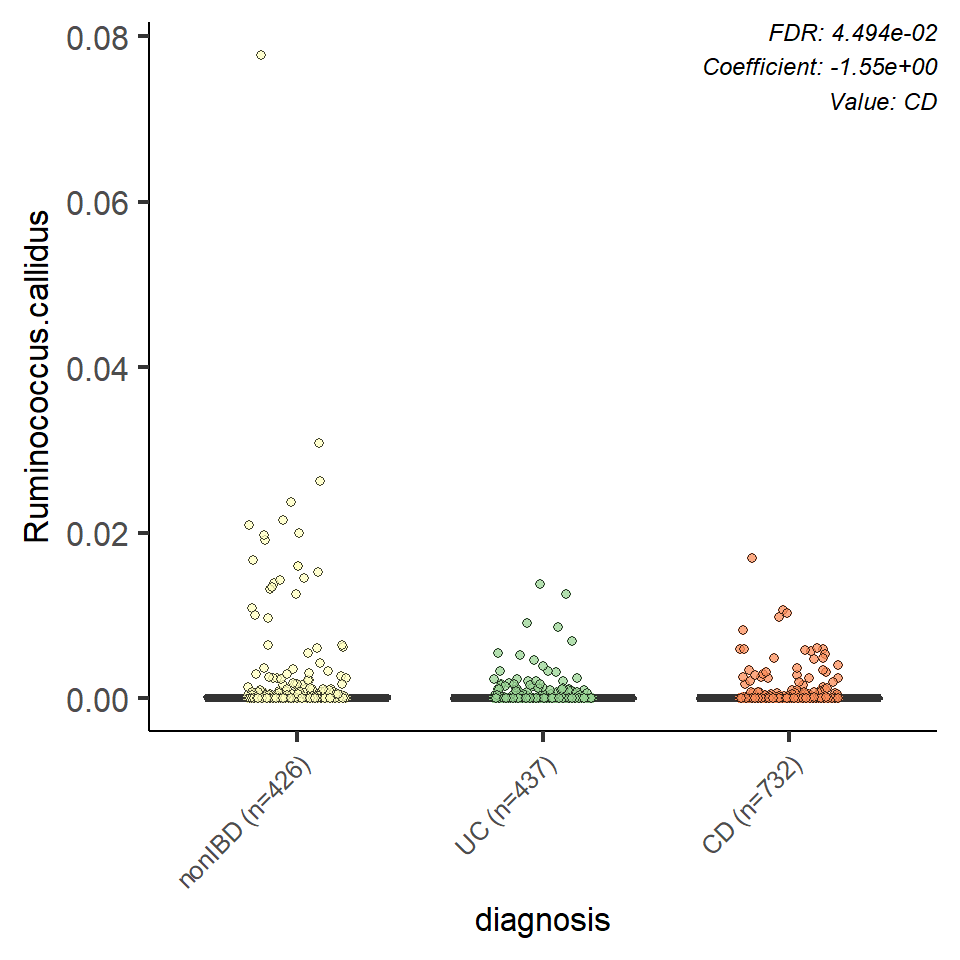 FDR: 4.494e-02
Coefficient: -1.55e+00
Value: CD
Ruminococcus.callidus
0.08
0.06
0.04
0.02
0.00
nonIBD (n=426)
UC (n=437)
CD (n=732)
diagnosis